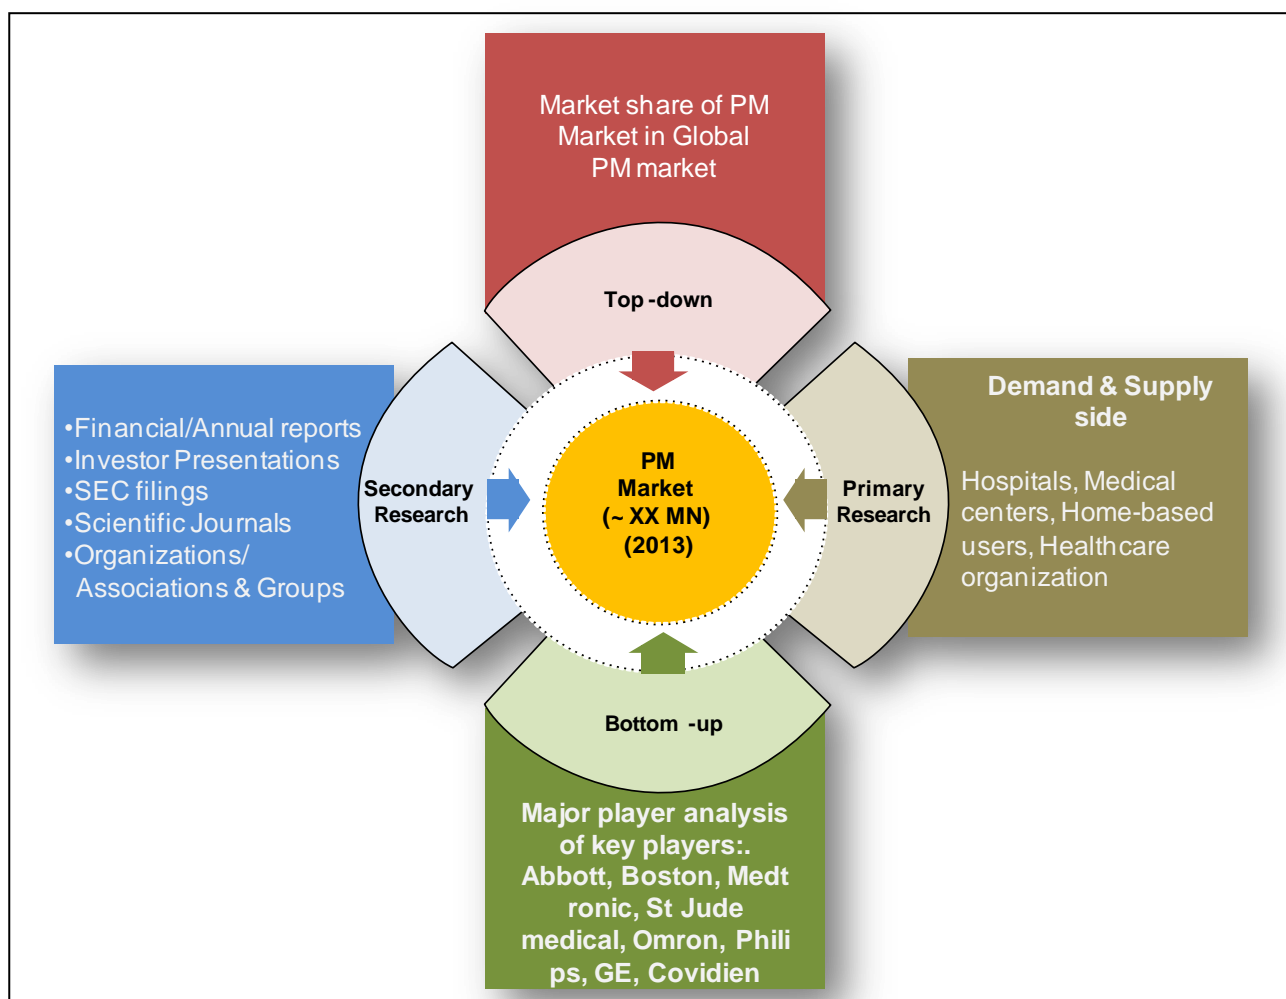 Market share of PM
Market in Global
PM market
Top -down
•Financial/Annual reports
•Investor Presentations
•SEC filings
•Scientific Journals
•Organizations/
Associations & Groups
Secondary
Research
PM
Market
(~ XX MN)
(2013)
Primary
Research
Demand & Supply
side
Hospitals, Medical
centers, Home-based
users, Healthcare
organization
Bottom -up
Major player analysis
of key players:.
Abbott, Boston, Medt
ronic, St Jude
medical, Omron, Phili
ps, GE, Covidien